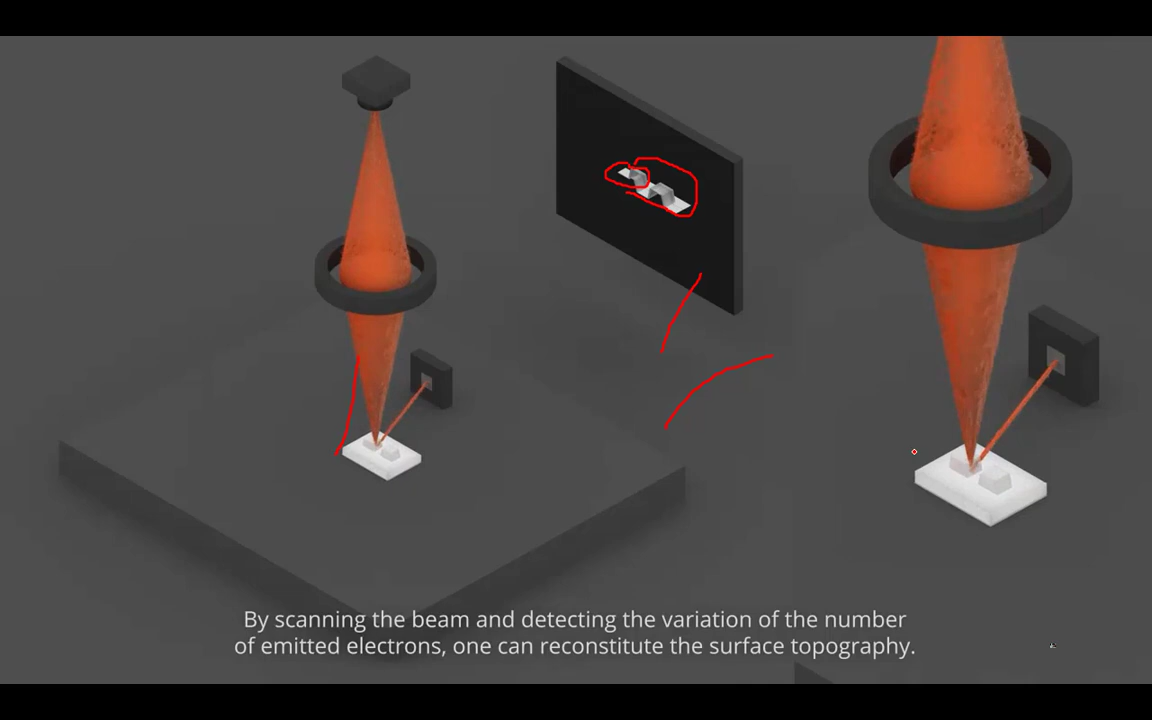 By scanning the beam and detecting the variation of the number
of emitted electrons, one can reconstitute the surface topography.